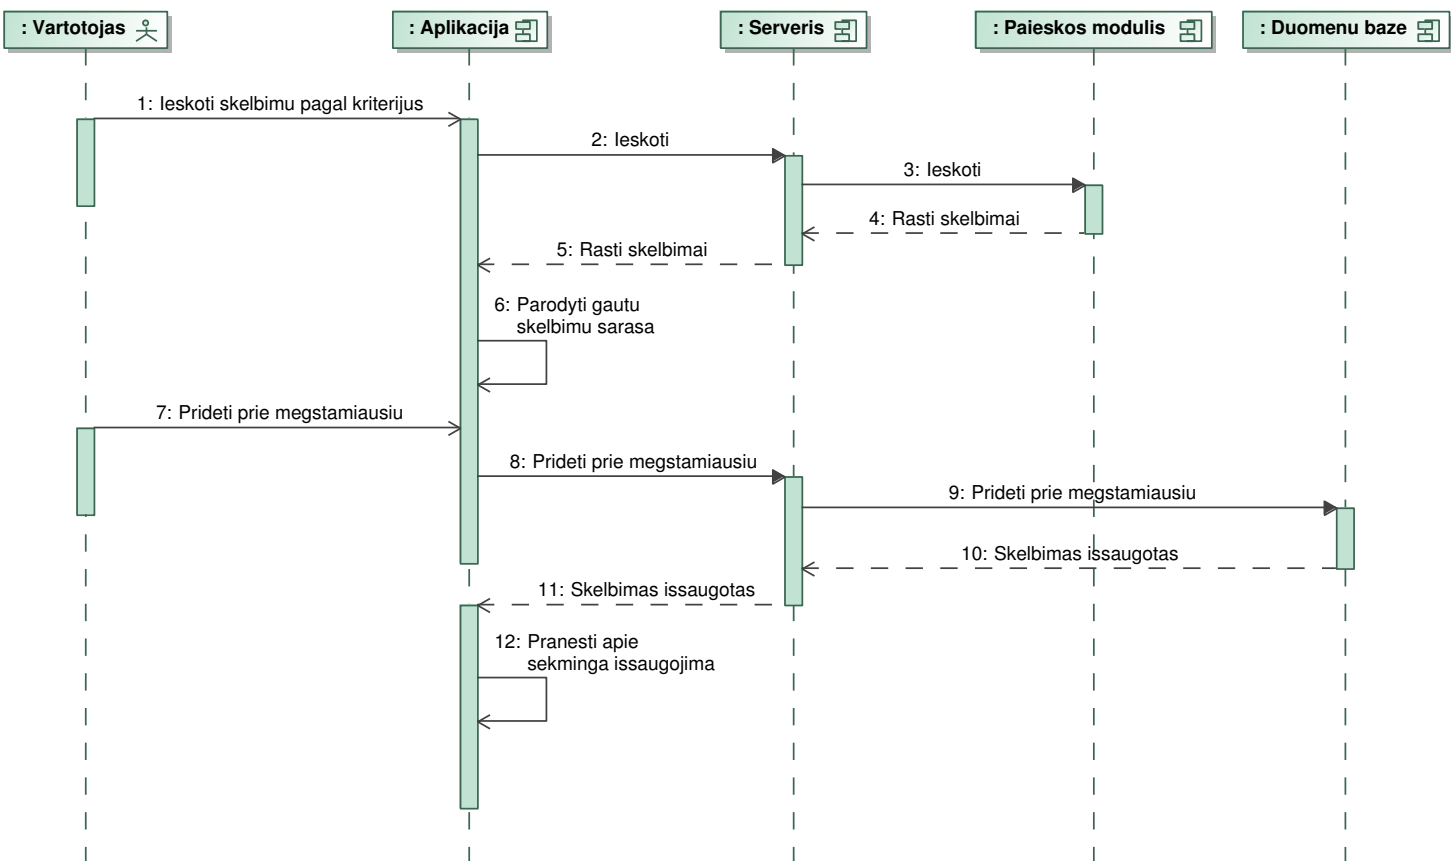 : Vartotojas
: Aplikacija
: Serveris
: Paieskos modulis
: Duomenu baze
1: Ieskoti skelbimu pagal kriterijus
2: Ieskoti
3: Ieskoti
4: Rasti skelbimai
5: Rasti skelbimai
6: Parodyti gautu
skelbimu sarasa
7: Prideti prie megstamiausiu
8: Prideti prie megstamiausiu
9: Prideti prie megstamiausiu
10: Skelbimas issaugotas
11: Skelbimas issaugotas
12: Pranesti apie
sekminga issaugojima